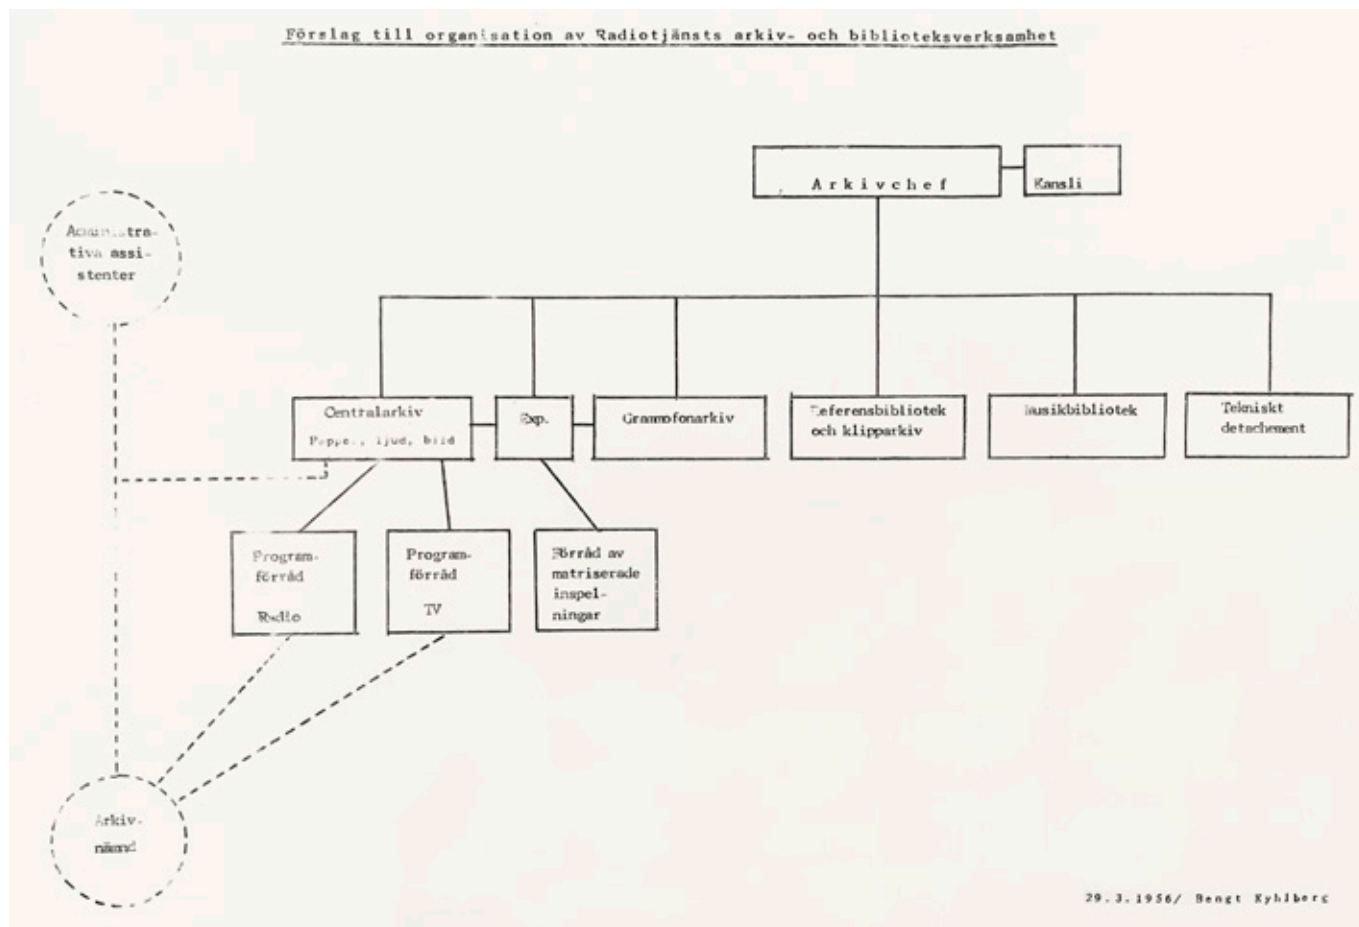 Förslag till organisation av Radiotjänsts arkiv- och biblioteksverksamhet
Arkivchef
Kansli
Administra-
tiva assi-
stenter
Centralarkiv
Papper, ljud, bild
Exp.
Grammofonarkiv
Referensbibliotek
och klipparkiv
Musikbibliotek
Tekniskt
detachement
Program-
förråd
Radio
Program-
förråd
TV
Förråd av
matriserade
inspel-
ningar
Arkiv-
nämd
29.3.1956/ Bengt Kyhlberg